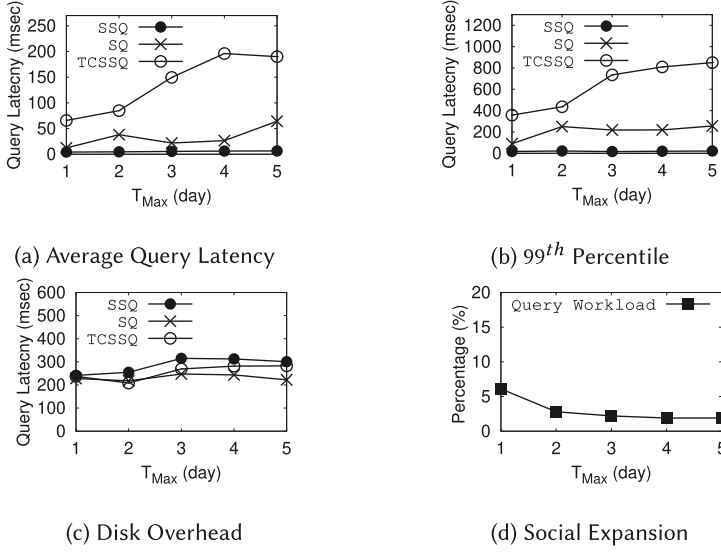 Query Latecny (msec)
250
200
150
100
50
0
SSQ
SQ
TCSSQ
1 2 3 4 5
T_Max (day)
(a) Average Query Latency
Query Latecny (msec)
1200
1000
800
600
400
200
0
SSQ
SQ
TCSSQ
1 2 3 4 5
T_Max (day)
(b) 99^th Percentile
Query Latecny (msec)
600
500
400
300
200
100
0
SSQ
SQ
TCSSQ
1 2 3 4 5
T_Max (day)
(c) Disk Overhead
Percentage (%)
20
15
10
5
0
Query Workload
1 2 3 4 5
T_Max (day)
(d) Social Expansion